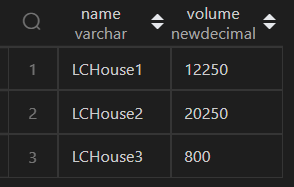 name volume
varchar newdecimal
1 LCHouse1 12250
2 LCHouse2 20250
3 LCHouse3 800